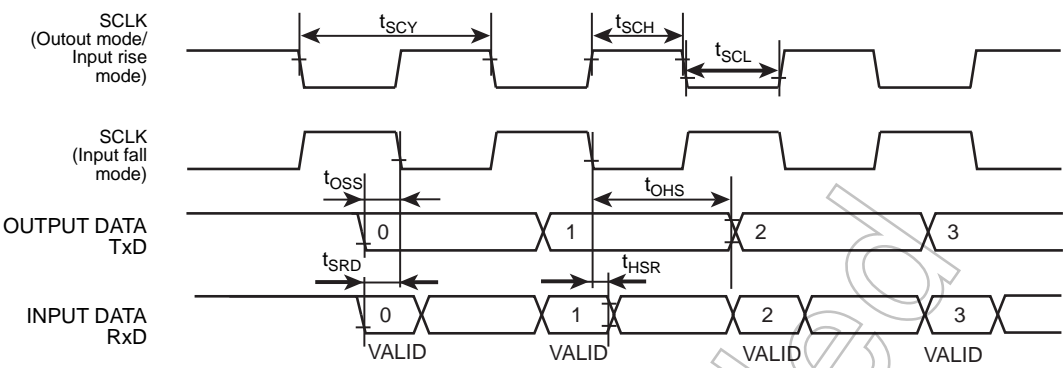 SCLK
(Outout mode/
Input rise
mode)
tSCY
tSCH
tSCL
SCLK
(Input fall
mode)
tOSS
tOHS
OUTPUT DATA
TxD
0
1
2
3
tSRD
tHSR
INPUT DATA
RxD
0
1
2
3
VALID
VALID
VALID
VALID